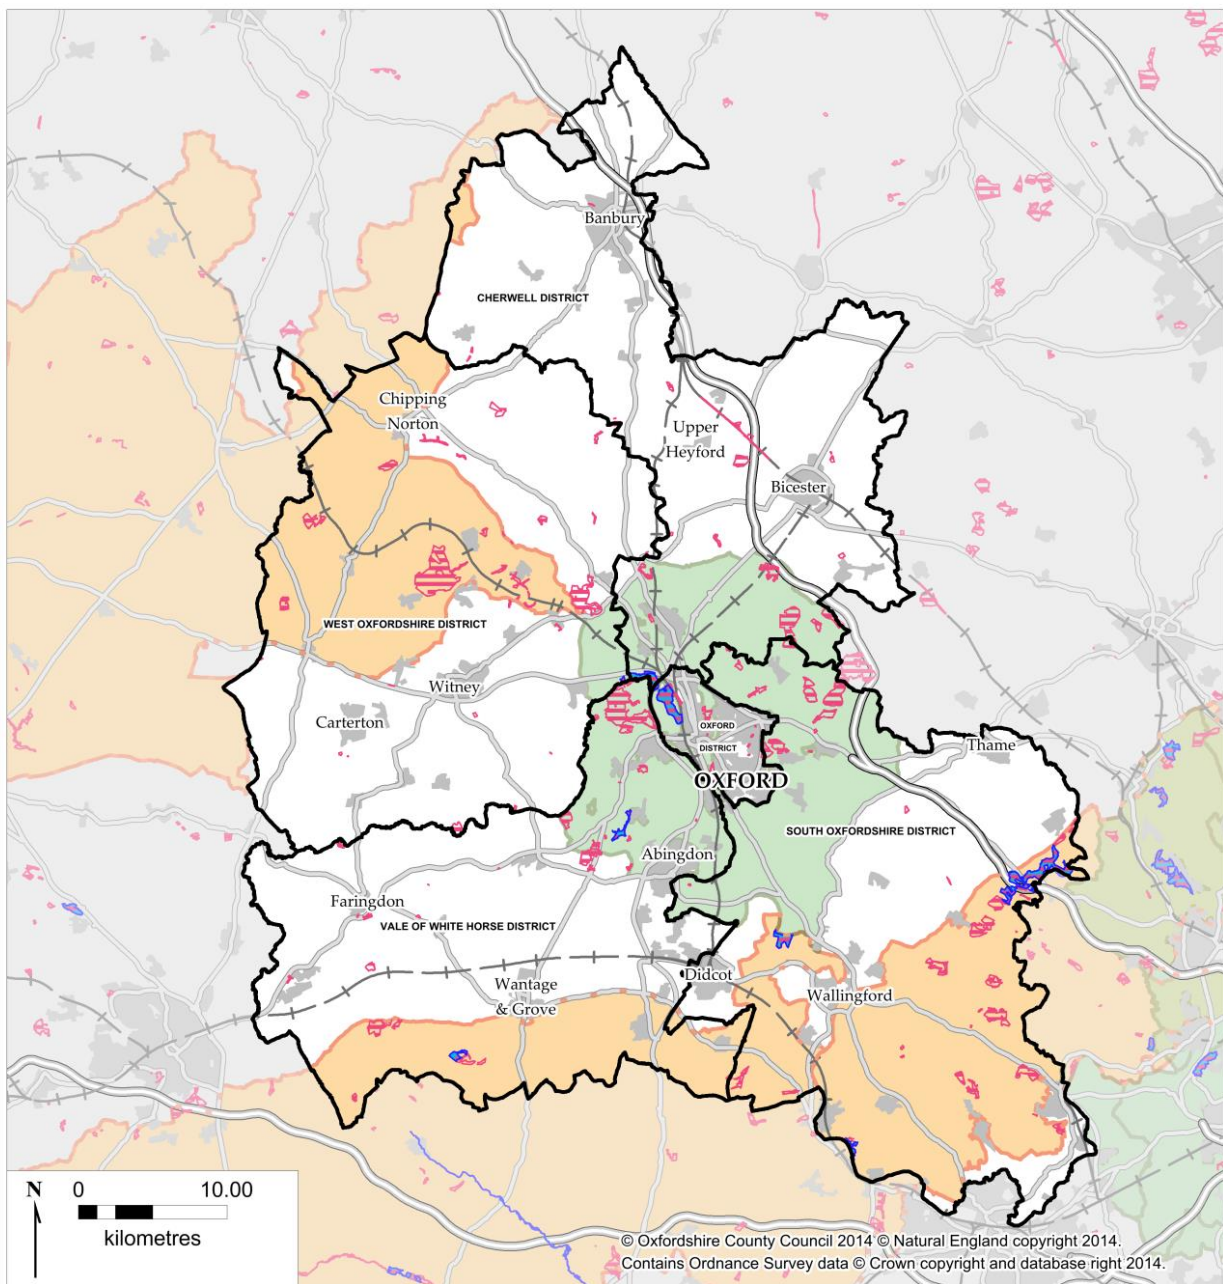 Banbury
CHERWELL DISTRICT
Chipping
Norton
Upper
Heyford
Bicester
WEST OXFORDSHIRE DISTRICT
Witney
Carterton
OXFORD
DISTRICT
OXFORD
Thame
SOUTH OXFORDSHIRE DISTRICT
Abingdon
Faringdon
VALE OF WHITE HORSE DISTRICT
Didcot
Wantage
& Grove
Wallingford
N
0 10.00
kilometres
© Oxfordshire County Council 2014 © Natural England copyright 2014.
Contains Ordnance Survey data © Crown copyright and database right 2014.